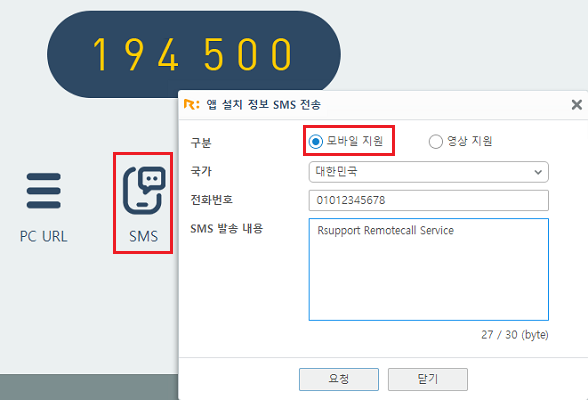 194 500
PC URL
SMS
R: 앱 설치 정보 SMS 전송
구분
모바일 지원
영상 지원
국가
대한민국
전화번호
01012345678
SMS 발송 내용
Rsupport Remotecall Service
27 / 30 (byte)
요청
닫기